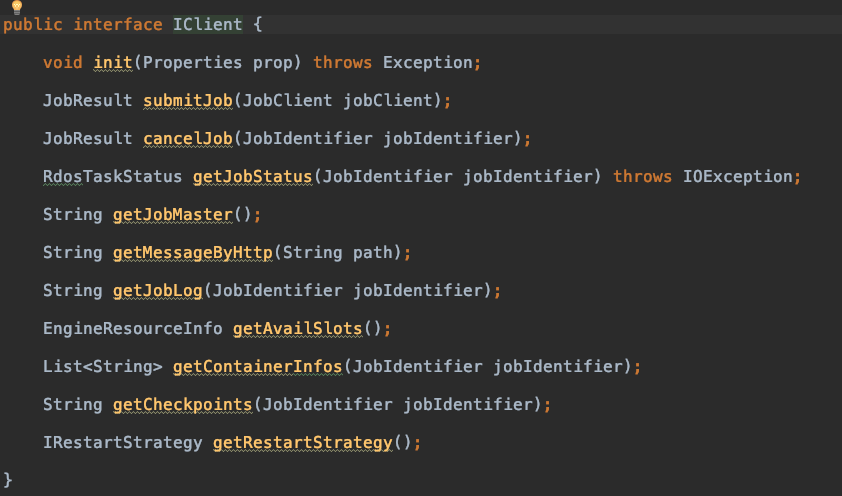 public interface IClient {
void init(Properties prop) throws Exception;
JobResult submitJob(JobClient jobClient);
JobResult cancelJob(JobIdentifier jobIdentifier);
RdosTaskStatus getJobStatus(JobIdentifier jobIdentifier) throws IOException;
String getJobMaster();
String getMessageByHttp(String path);
String getJobLog(JobIdentifier jobIdentifier);
EngineResourceInfo getAvailSlots();
List<String> getContainerInfos(JobIdentifier jobIdentifier);
String getCheckpoints(JobIdentifier jobIdentifier);
IRestartStrategy getRestartStrategy();
}